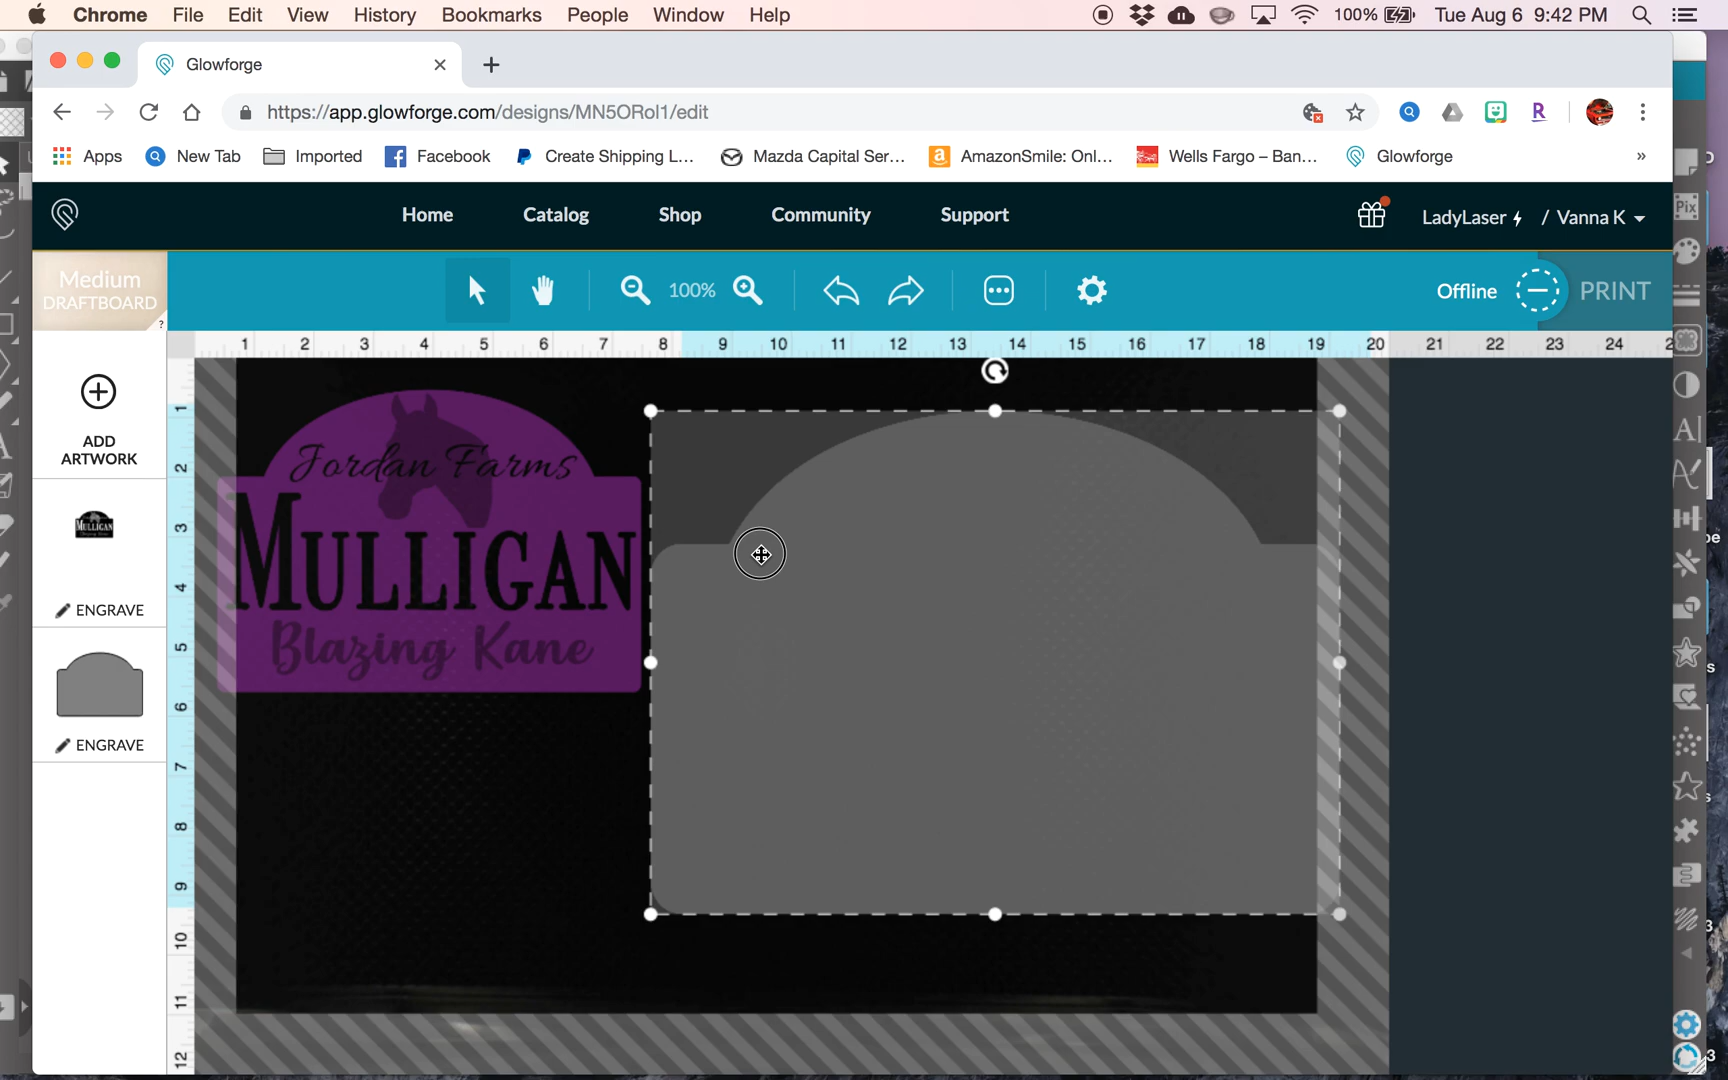 Chrome File Edit View History Bookmarks People Window Help 100% Tue Aug 6 9:42 PM
Glowforge
https://app.glowforge.com/designs/MN5ORol1/edit
Apps New Tab Imported Facebook Create Shipping L... Mazda Capital Ser... AmazonSmile: Onl... Wells Fargo – Ban... Glowforge »
Home Catalog Shop Community Support LadyLaser / Vanna K
Medium
DRAFTBOARD
?
100% Offline PRINT
1 2 3 4 5 6 7 8 9 10 11 12 13 14 15 16 17 18 19 20 21 22 23 24
ADD
ARTWORK
MULLIGAN
ENGRAVE
ENGRAVE
1
2
3
4
5
6
7
8
9
10
11
12
Jordan Farms
MULLIGAN
Blazing Kane
Pix